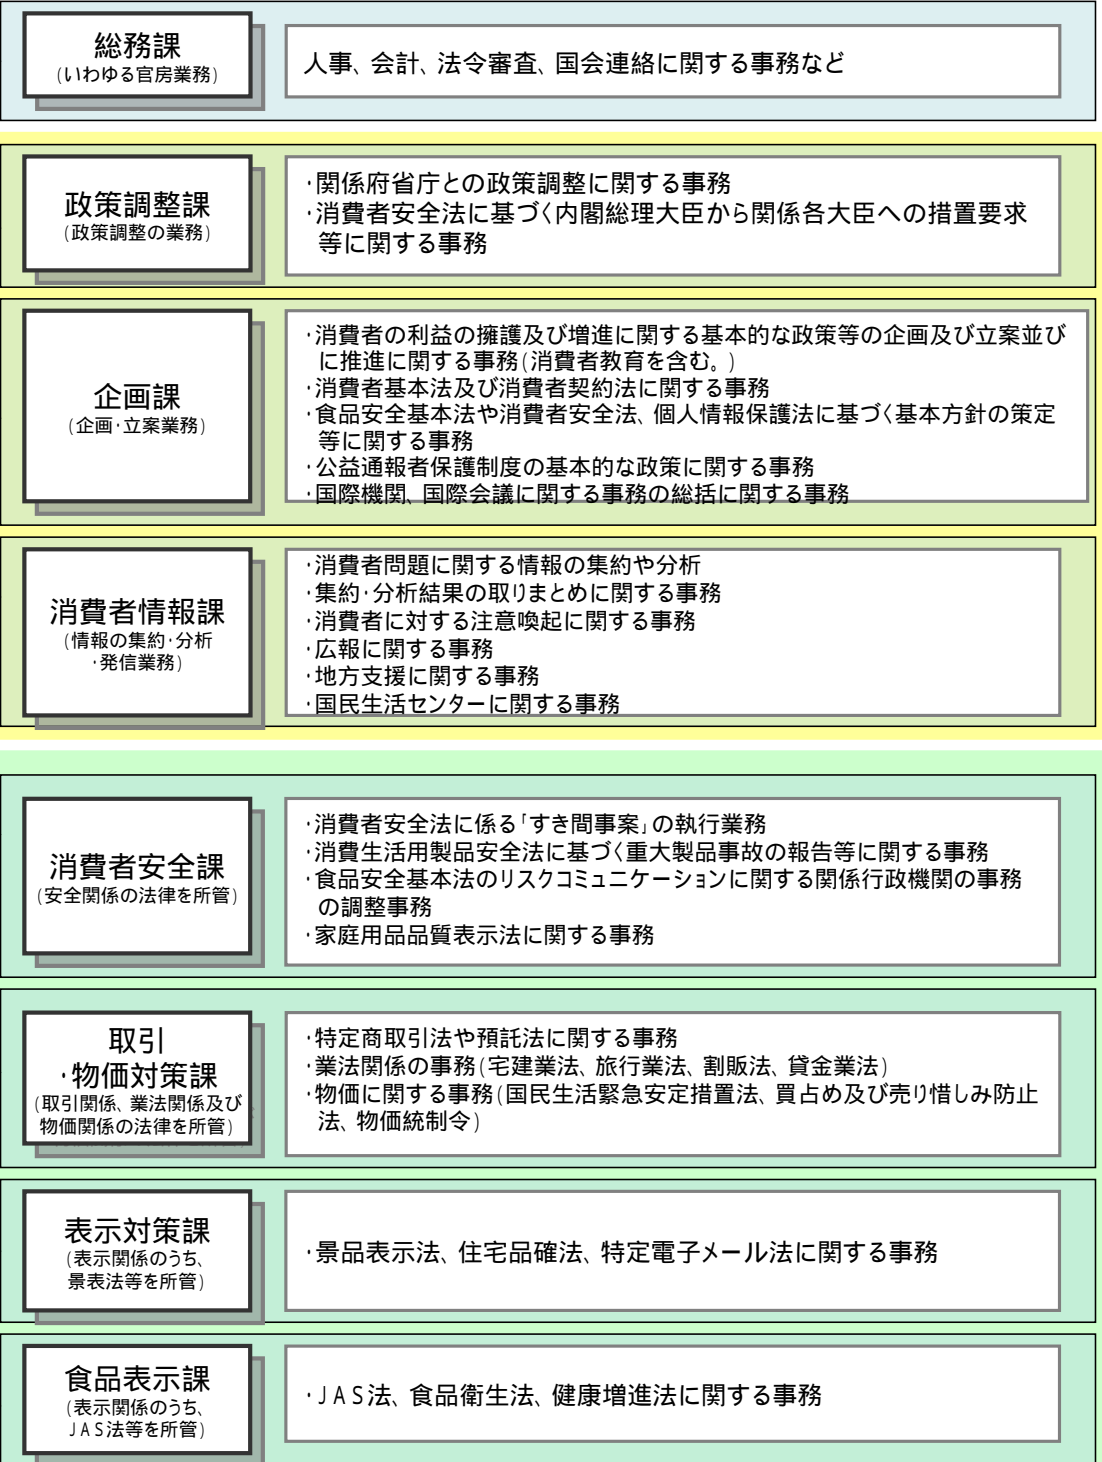 総務課
(いわゆる官房業務)
人事、会計、法令審査、国会連絡に関する事務など
政策調整課
(政策調整の業務)
・関係府省庁との政策調整に関する事務
・消費者安全法に基づく内閣総理大臣から関係各大臣への措置要求
等に関する事務
企画課
(企画・立案業務)
・消費者の利益の擁護及び増進に関する基本的な政策等の企画及び立案並び
に推進に関する事務(消費者教育を含む。)
・消費者基本法及び消費者契約法に関する事務
・食品安全基本法や消費者安全法、個人情報保護法に基づく基本方針の策定
等に関する事務
・公益通報者保護制度の基本的な政策に関する事務
・国際機関、国際会議に関する事務の総括に関する事務
消費者情報課
(情報の集約・分析
・発信業務)
・消費者問題に関する情報の集約や分析
・集約・分析結果の取りまとめに関する事務
・消費者に対する注意喚起に関する事務
・広報に関する事務
・地方支援に関する事務
・国民生活センターに関する事務
消費者安全課
(安全関係の法律を所管)
・消費者安全法に係る「すき間事案」の執行業務
・消費生活用製品安全法に基づく重大製品事故の報告等に関する事務
・食品安全基本法のリスクコミュニケーションに関する関係行政機関の事務
の調整事務
・家庭用品品質表示法に関する事務
取引
・物価対策課
(取引関係、業法関係及び
物価関係の法律を所管)
・特定商取引法や預託法に関する事務
・業法関係の事務(宅建業法、旅行業法、割販法、貸金業法)
・物価に関する事務(国民生活緊急安定措置法、買占め及び売り惜しみ防止
法、物価統制令)
表示対策課
(表示関係のうち、
景表法等を所管)
・景品表示法、住宅品確法、特定電子メール法に関する事務
食品表示課
(表示関係のうち、
JAS法等を所管)
・JAS法、食品衛生法、健康増進法に関する事務